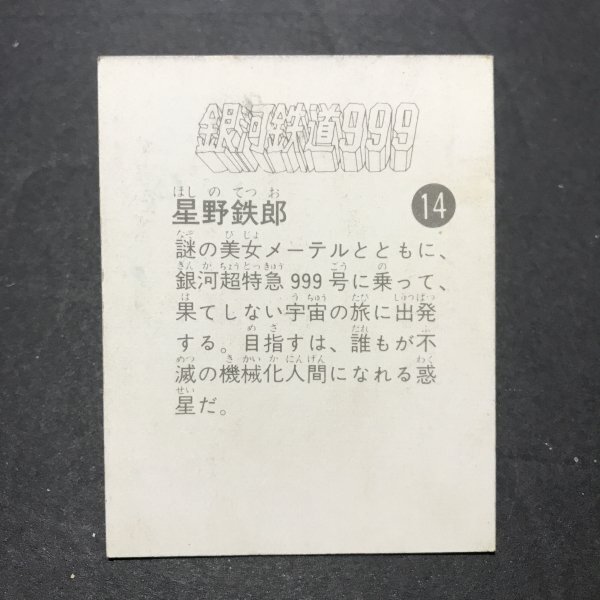 銀河鉄道999
ほしのてつお
星野鉄郎
14
なぞ び じょ
謎の美女メーテルとともに、
ぎん が ちょうとっきゅう ごう の
銀河超特急999号に乗って、
は う ちゅう たび しゅっぱつ
果てしない宇宙の旅に出発
め ざ だれ ふ
する。目指すは、誰もが不
めつ き かい か にんげん わく
滅の機械化人間になれる惑
せい
星だ。